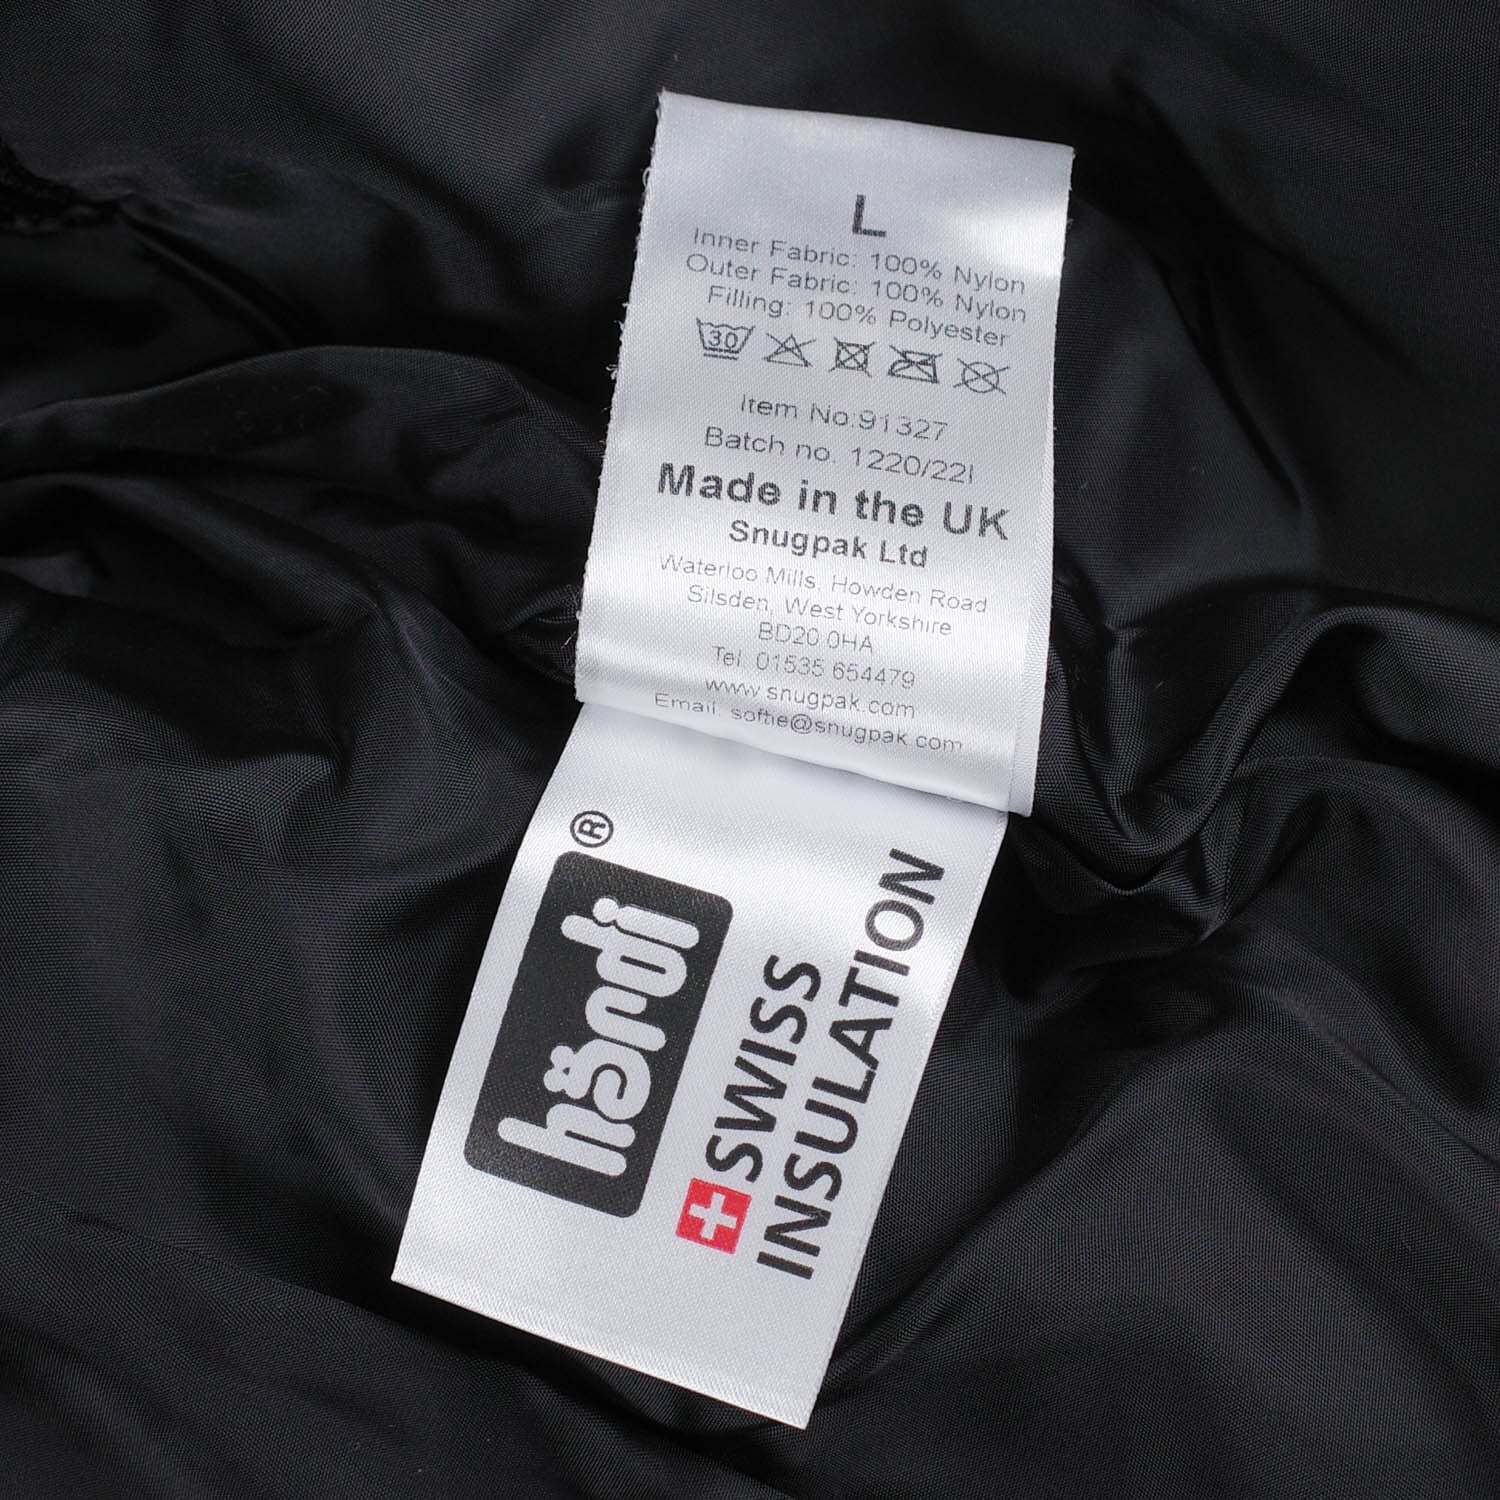 L
Inner Fabric: 100% Nylon
Outer Fabric: 100% Nylon
Filling: 100% Polyester
30
Item No:91327
Batch no. 1220/22I
Made in the UK
Snugpak Ltd
Waterloo Mills, Howden Road
Silsden, West Yorkshire
BD20 0HA
Tel: 01535 654479
www.snugpak.com
Email: softie@snugpak.com
®
SWISS
INSULATION